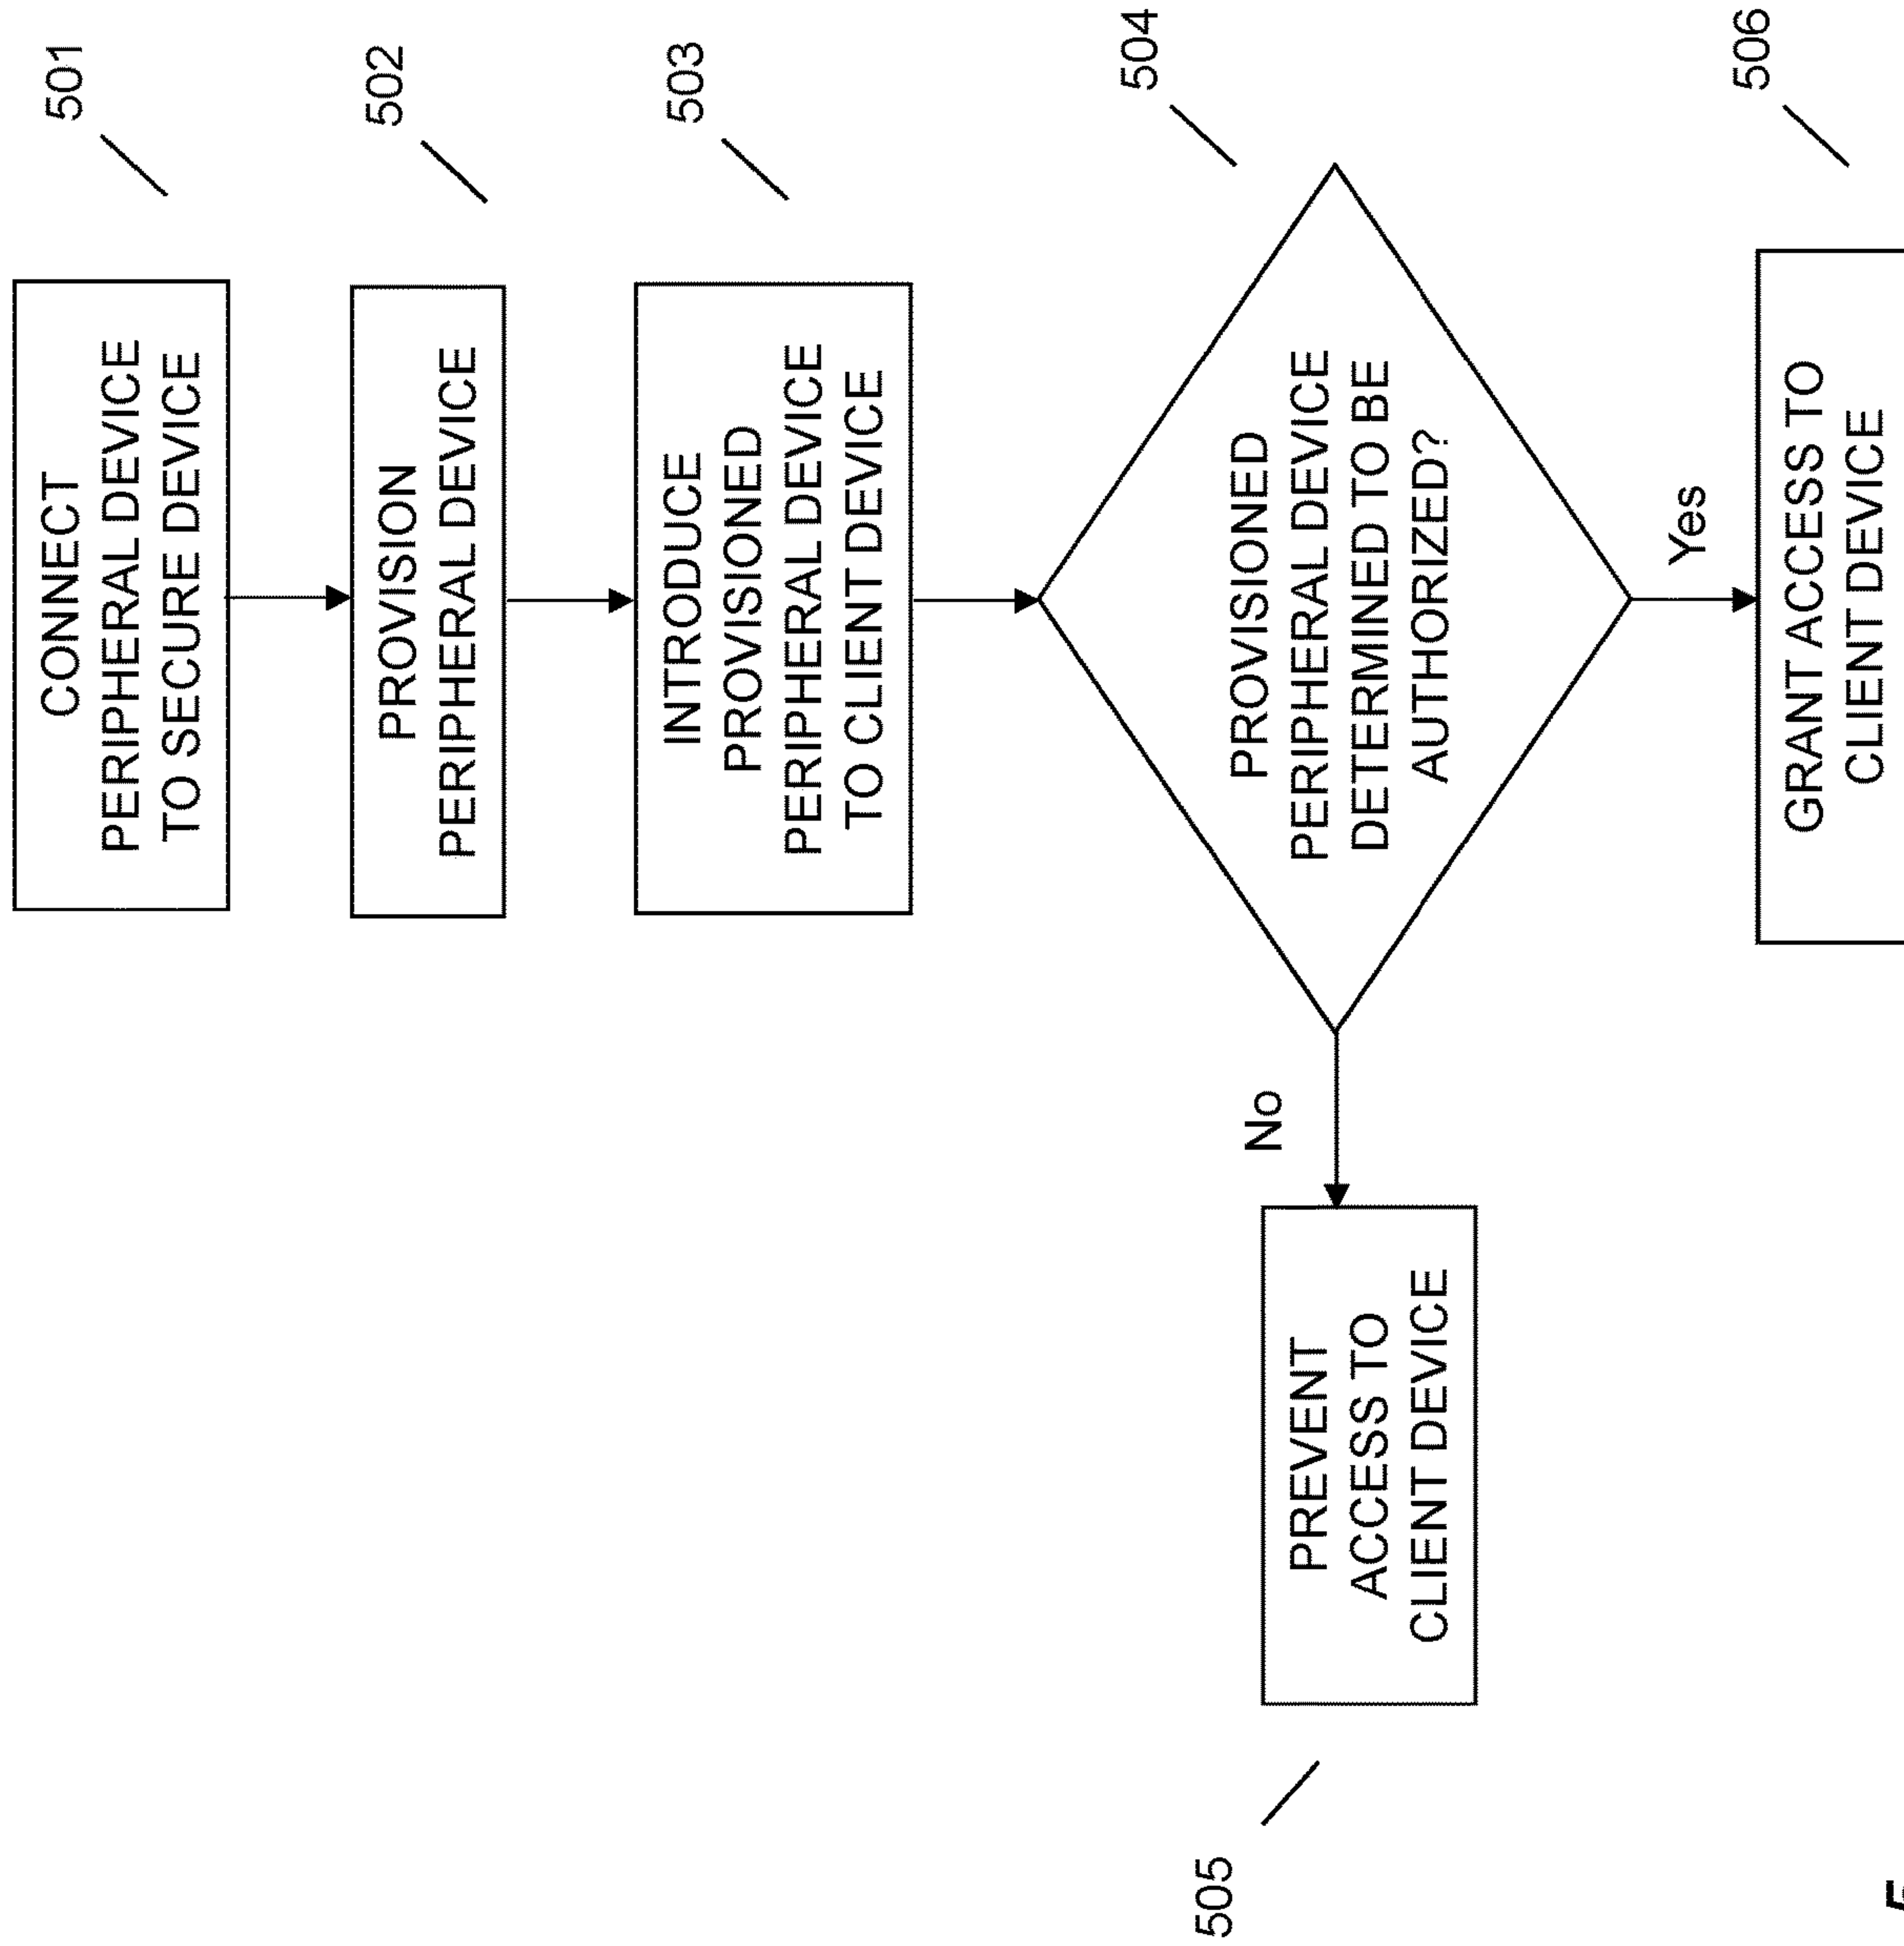 CONNECT
PERIPHERAL DEVICE
TO SECURE DEVICE
501
PROVISION
PERIPHERAL DEVICE
502
INTRODUCE
PROVISIONED
PERIPHERAL DEVICE
TO CLIENT DEVICE
503
PROVISIONED
PERIPHERAL DEVICE
DETERMINED TO BE
AUTHORIZED?
504
No
PREVENT
ACCESS TO
CLIENT DEVICE
505
Yes
GRANT ACCESS TO
CLIENT DEVICE
506